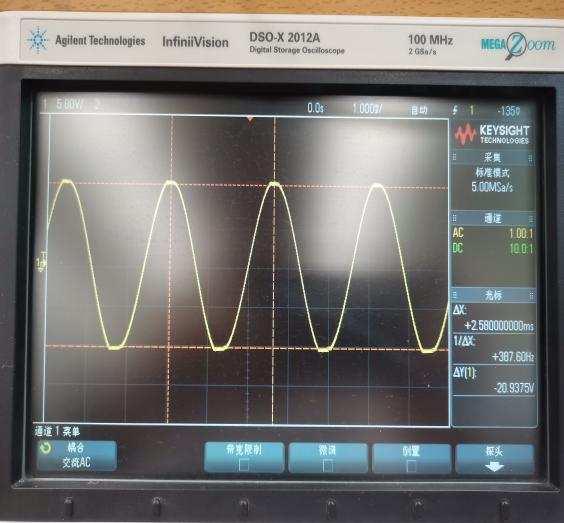 Agilent Technologies InfiniiVision DSO-X 2012A 100 MHz MEGA Zoom
Digital Storage Oscilloscope 2 GSa/s
1 5.00V/ 2 0.0s 1.000ms/ 自动 1
KEYSIGHT
TECHNOLOGIES
采集
标准模式
5.00MSa/s
通道
AC 1.00:1
DC 10.0:1
光标
ΔX:
+2.580000000ms
1/ΔX:
+387.60Hz
ΔY(1):
-20.9375V
通道 1 菜单
耦合 带宽限制 微调 倒置 探头
交流AC